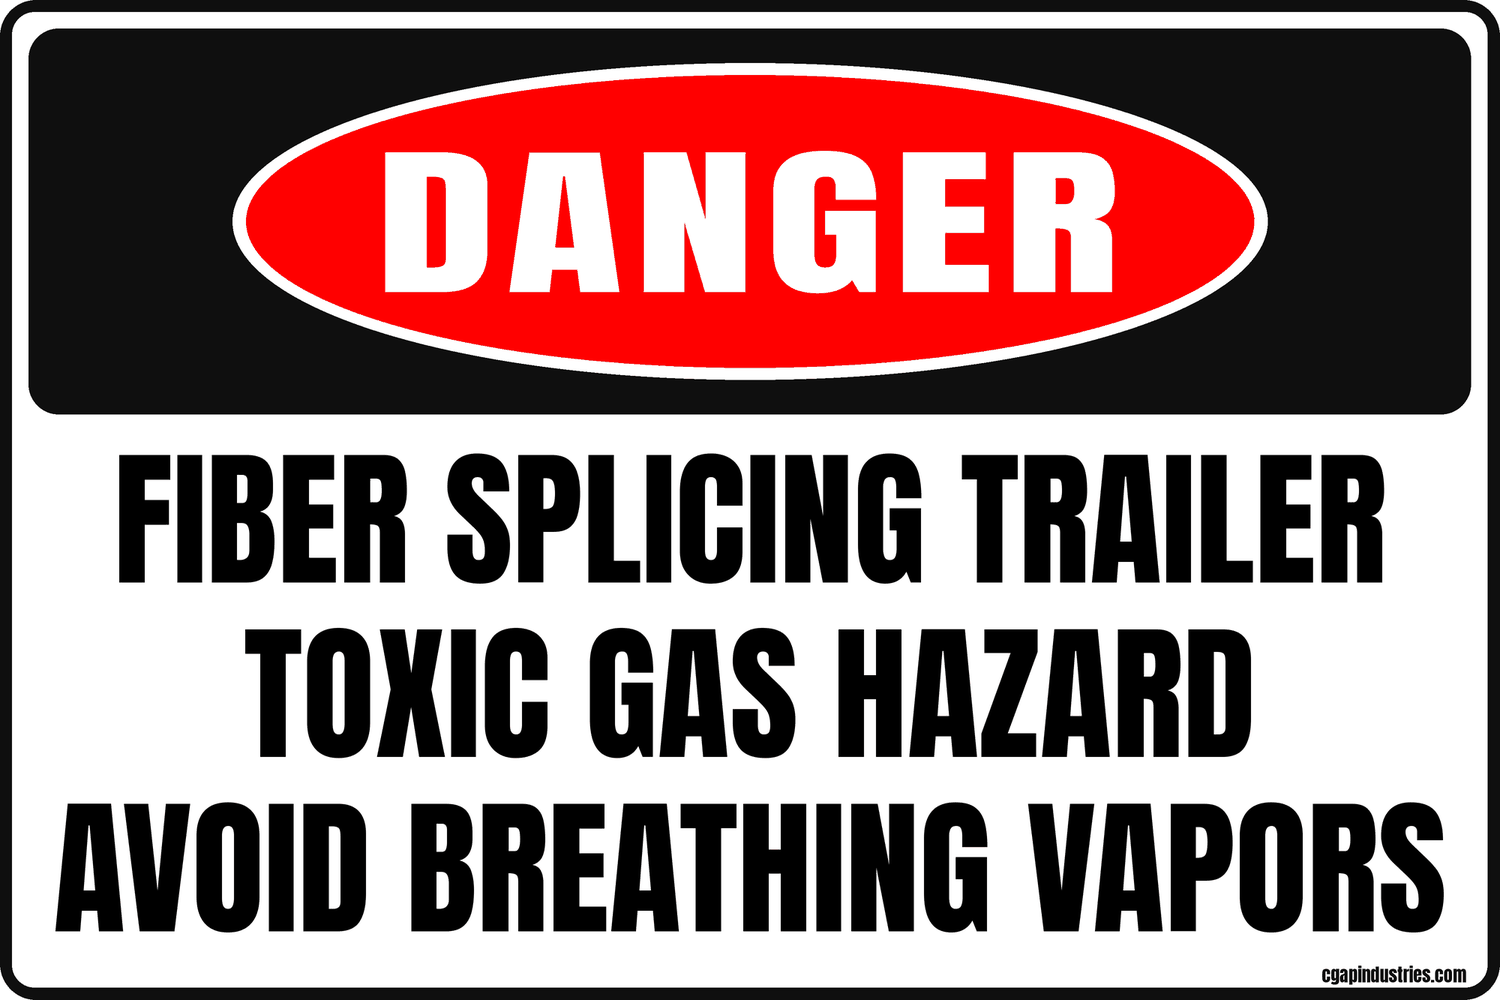 DANGER
FIBER SPLICING TRAILER
TOXIC GAS HAZARD
AVOID BREATHING VAPORS
cgapindustries.com